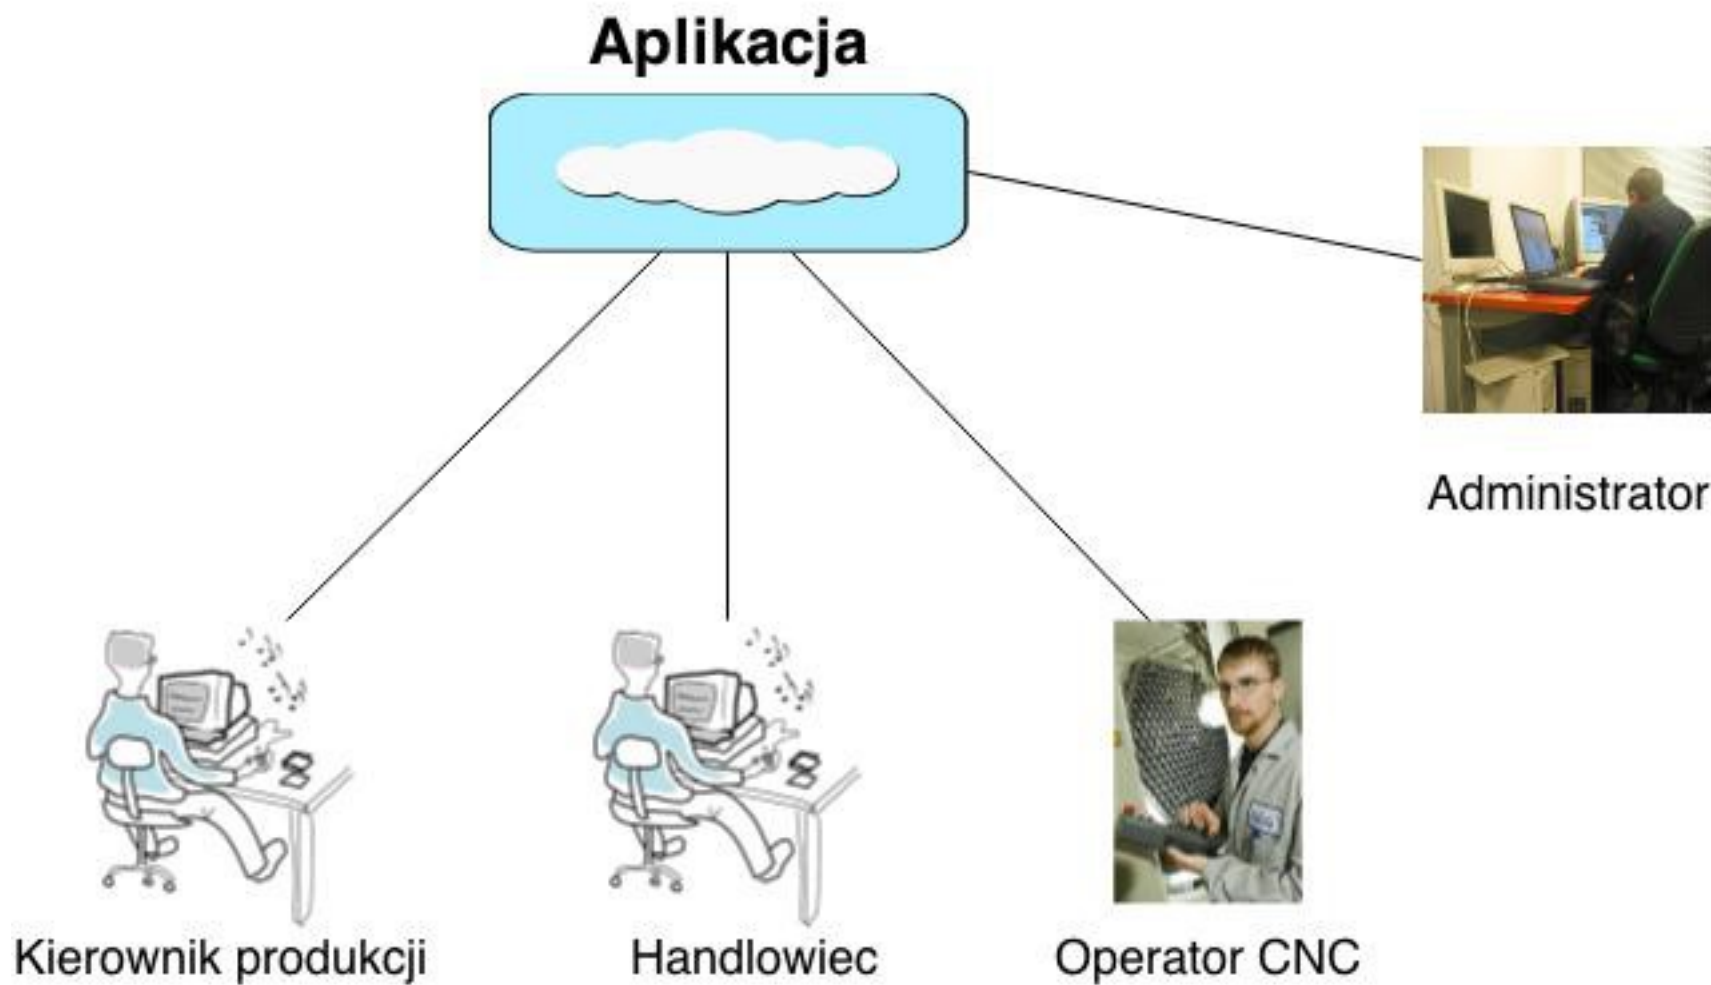 Aplikacja
Administrator
Kierownik produkcji
Handlowiec
Operator CNC